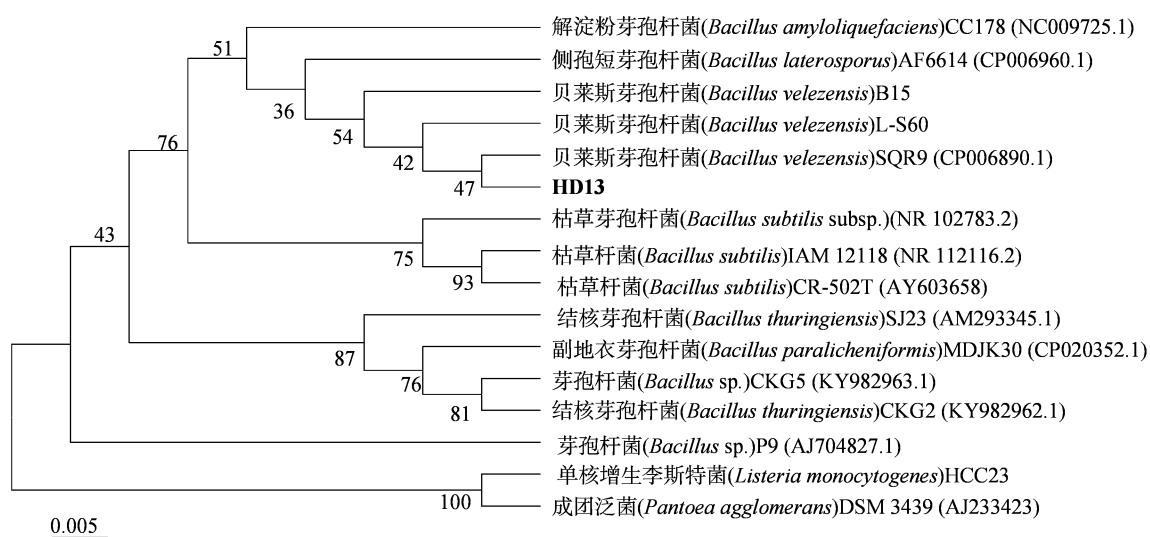 解淀粉芽孢杆菌(Bacillus amyloliquefaciens)CC178 (NC009725.1)
51
侧孢短芽孢杆菌(Bacillus laterosporus)AF6614 (CP006960.1)
贝莱斯芽孢杆菌(Bacillus velezensis)B15
36
贝莱斯芽孢杆菌(Bacillus velezensis)L-S60
54
76
贝莱斯芽孢杆菌(Bacillus velezensis)SQR9 (CP006890.1)
42
HD13
47
枯草芽孢杆菌(Bacillus subtilis subsp.)(NR 102783.2)
43
枯草杆菌(Bacillus subtilis)IAM 12118 (NR 112116.2)
75
枯草杆菌(Bacillus subtilis)CR-502T (AY603658)
93
结核芽孢杆菌(Bacillus thuringiensis)SJ23 (AM293345.1)
副地衣芽孢杆菌(Bacillus paralicheniformis)MDJK30 (CP020352.1)
87
芽孢杆菌(Bacillus sp.)CKG5 (KY982963.1)
76
结核芽孢杆菌(Bacillus thuringiensis)CKG2 (KY982962.1)
81
芽孢杆菌(Bacillus sp.)P9 (AJ704827.1)
单核增生李斯特菌(Listeria monocytogenes)HCC23
100
成团泛菌(Pantoea agglomerans)DSM 3439 (AJ233423)
0.005